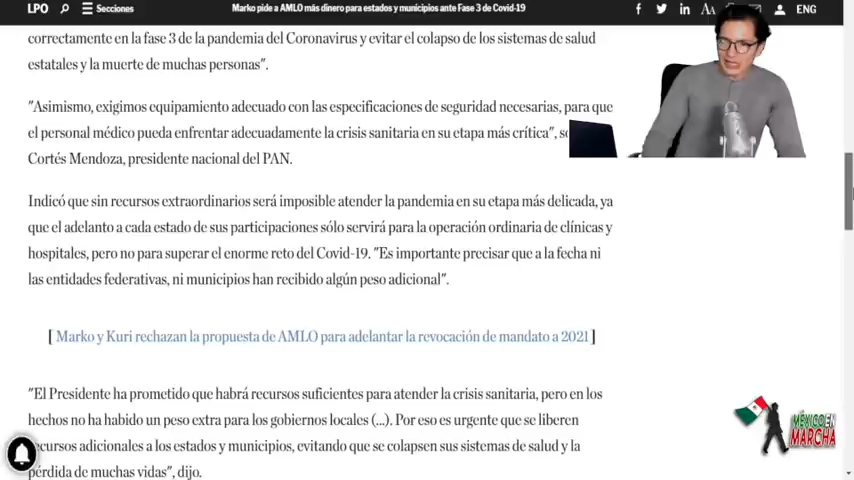 LPO
Secciones
Marko pide a AMLO más dinero para estados y municipios ante Fase 3 de Covid-19
ENG
correctamente en la fase 3 de la pandemia del Coronavirus y evitar el colapso de los sistemas de salud
estatales y la muerte de muchas personas".
"Asimismo, exigimos equipamiento adecuado con las especificaciones de seguridad necesarias, para que
el personal médico pueda enfrentar adecuadamente la crisis sanitaria en su etapa más crítica",
Cortés Mendoza, presidente nacional del PAN.
Indicó que sin recursos extraordinarios será imposible atender la pandemia en su etapa más delicada, ya
que el adelanto a cada estado de sus participaciones sólo servirá para la operación ordinaria de clínicas y
hospitales, pero no para superar el enorme reto del Covid-19. "Es importante precisar que a la fecha ni
las entidades federativas, ni municipios han recibido algún peso adicional".
[ Marko y Kuri rechazan la propuesta de AMLO para adelantar la revocación de mandato a 2021 ]
"El Presidente ha prometido que habrá recursos suficientes para atender la crisis sanitaria, pero en los
hechos no ha habido un peso extra para los gobiernos locales (...). Por eso es urgente que se liberen
recursos adicionales a los estados y municipios, evitando que se colapsen sus sistemas de salud y la
pérdida de muchas vidas", dijo.
MÉXICO EN
MARCHA